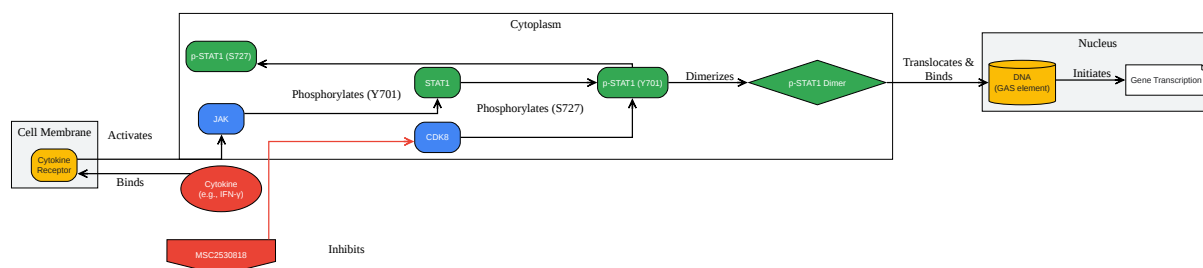 Cytoplasm
Nucleus
p-STAT1 (S727)
STAT1
p-STAT1 (Y701)
Dimerizes
p-STAT1 Dimer
Translocates &
Binds
DNA
(GAS element)
Initiates
Gene Transcription
Phosphorylates (Y701)
Phosphorylates (S727)
JAK
CDK8
Cell Membrane
Activates
Cytokine
Receptor
Binds
Cytokine
(e.g., IFN-γ)
MSC2530818
Inhibits